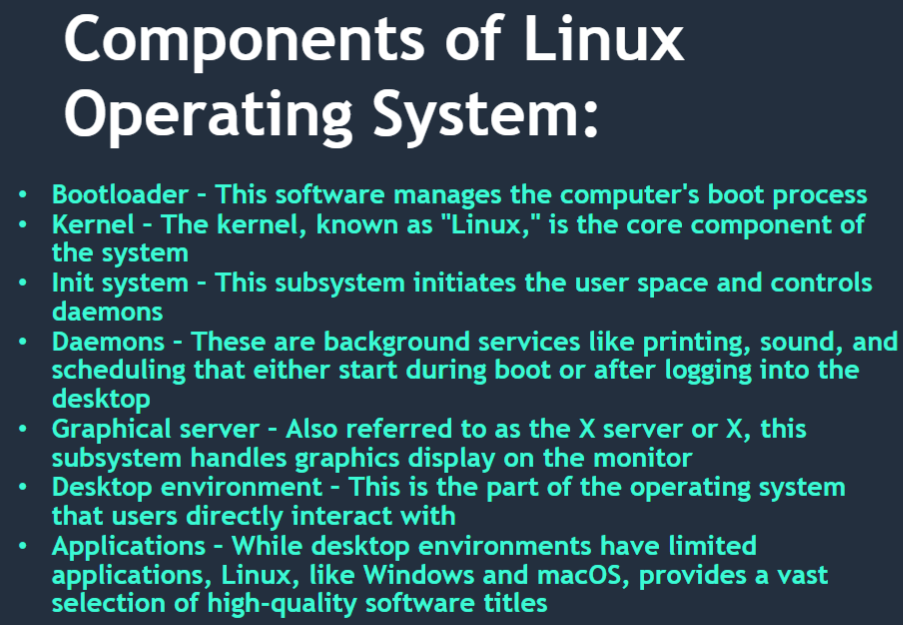 Components of Linux
Operating System:
• Bootloader – This software manages the computer's boot process
• Kernel – The kernel, known as "Linux," is the core component of
the system
• Init system – This subsystem initiates the user space and controls
daemons
• Daemons – These are background services like printing, sound, and
scheduling that either start during boot or after logging into the
desktop
• Graphical server – Also referred to as the X server or X, this
subsystem handles graphics display on the monitor
• Desktop environment – This is the part of the operating system
that users directly interact with
• Applications – While desktop environments have limited
applications, Linux, like Windows and macOS, provides a vast
selection of high-quality software titles